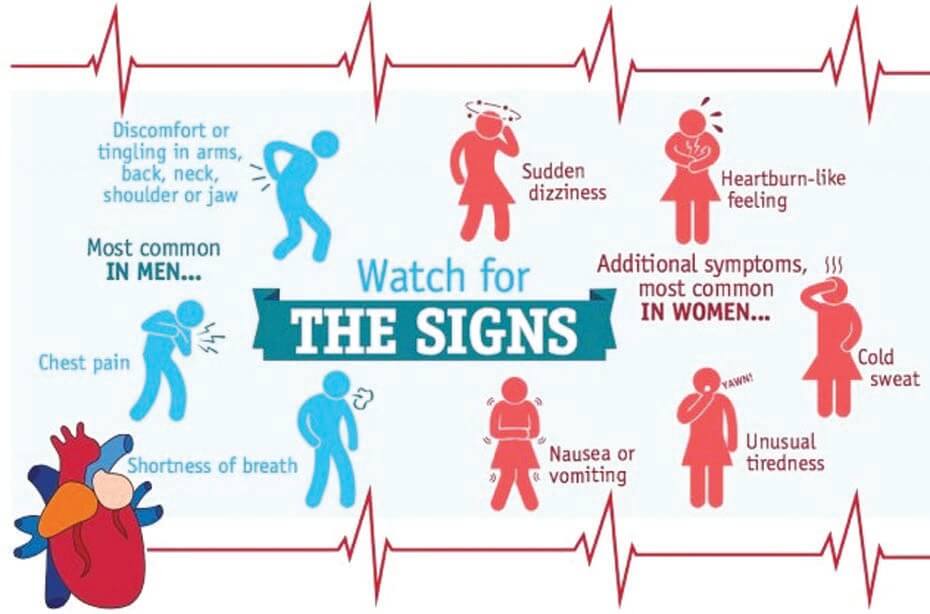 Discomfort or
tingling in arms,
back, neck,
shoulder or jaw
Most common
IN MEN...
Chest pain
Shortness of breath
Watch for
THE SIGNS
Sudden
dizziness
Heartburn-like
feeling
Additional symptoms,
most common
IN WOMEN...
Cold
sweat
Nausea or
vomiting
YAWN!
Unusual
tiredness